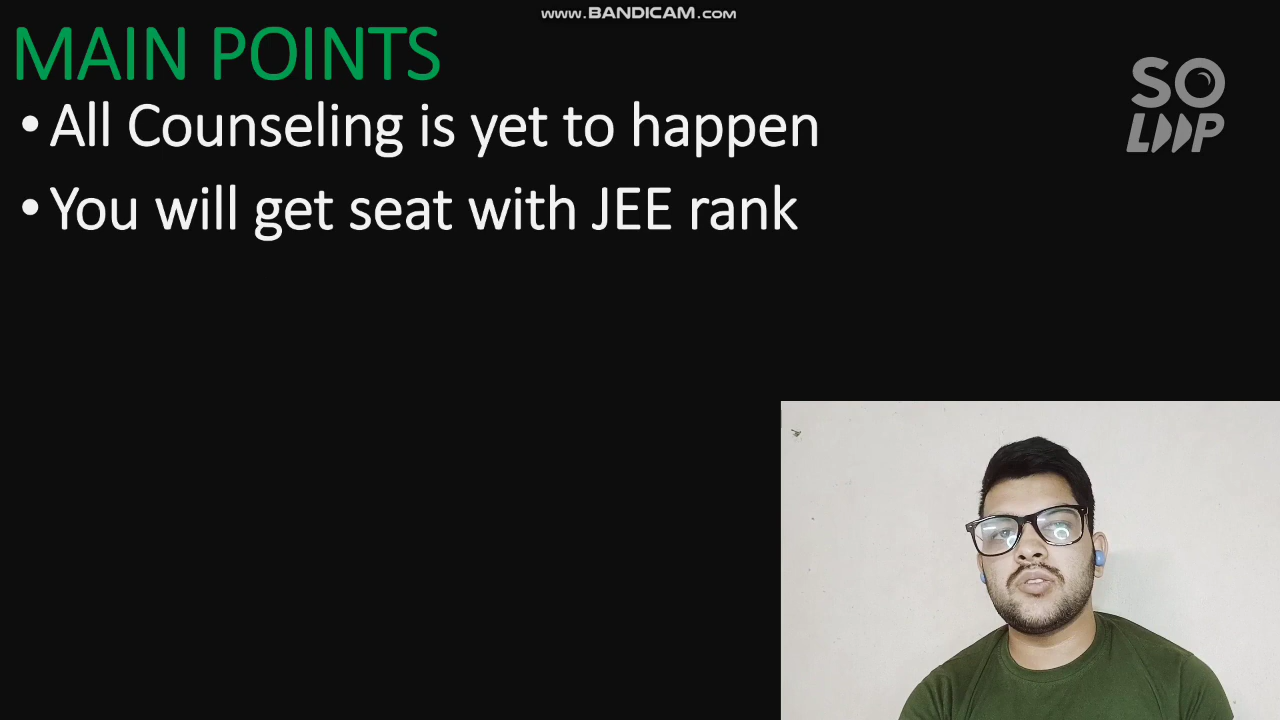 www.BANDICAM.com
MAIN POINTS
•All Counseling is yet to happen
•You will get seat with JEE rank
SO
LOOP